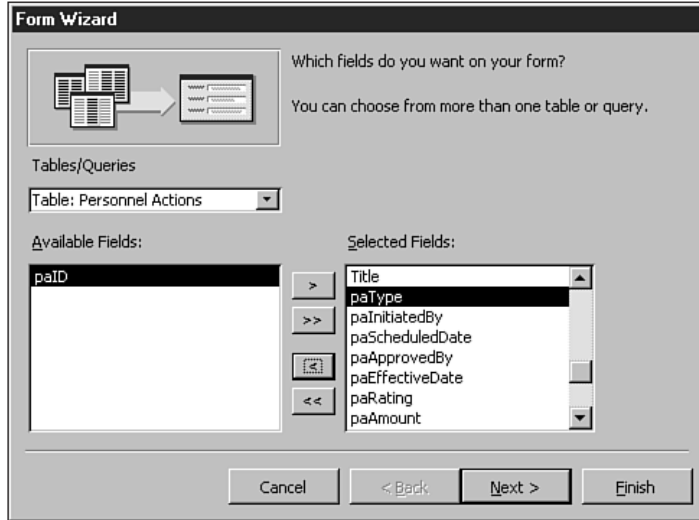 Form Wizard
Which fields do you want on your form?
You can choose from more than one table or query.
Tables/Queries
Table: Personnel Actions
Available Fields:
paID
>
>>
<
<<
Selected Fields:
Title
paType
paInitiatedBy
paScheduledDate
paApprovedBy
paEffectiveDate
paRating
paAmount
Cancel
< Back
Next >
Finish